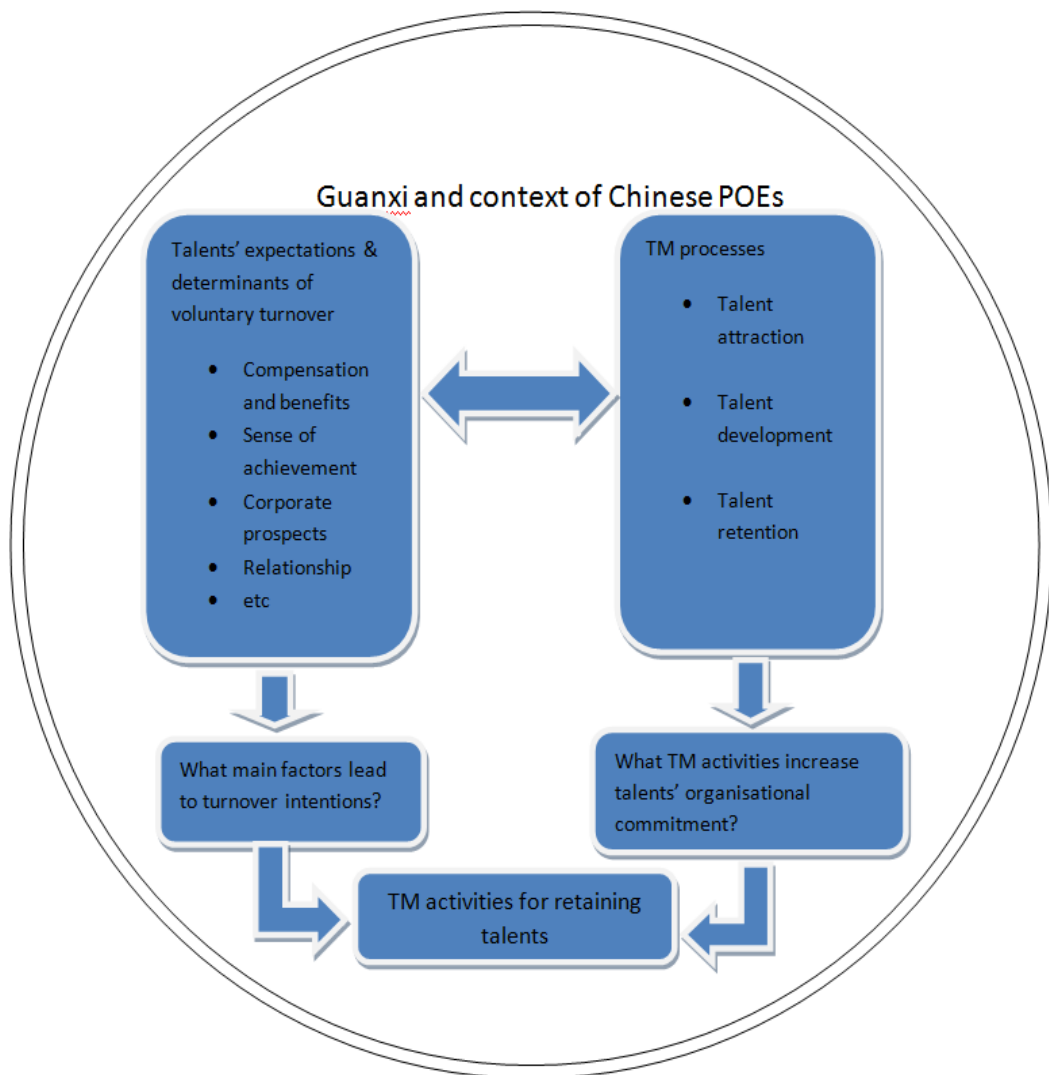 Guanxi and context of Chinese POEs
Talents’ expectations &
determinants of
voluntary turnover
• Compensation
and benefits
• Sense of
achievement
• Corporate
prospects
• Relationship
• etc
TM processes
• Talent
attraction
• Talent
development
• Talent
retention
What main factors lead
to turnover intentions?
What TM activities increase
talents’ organisational
commitment?
TM activities for retaining
talents